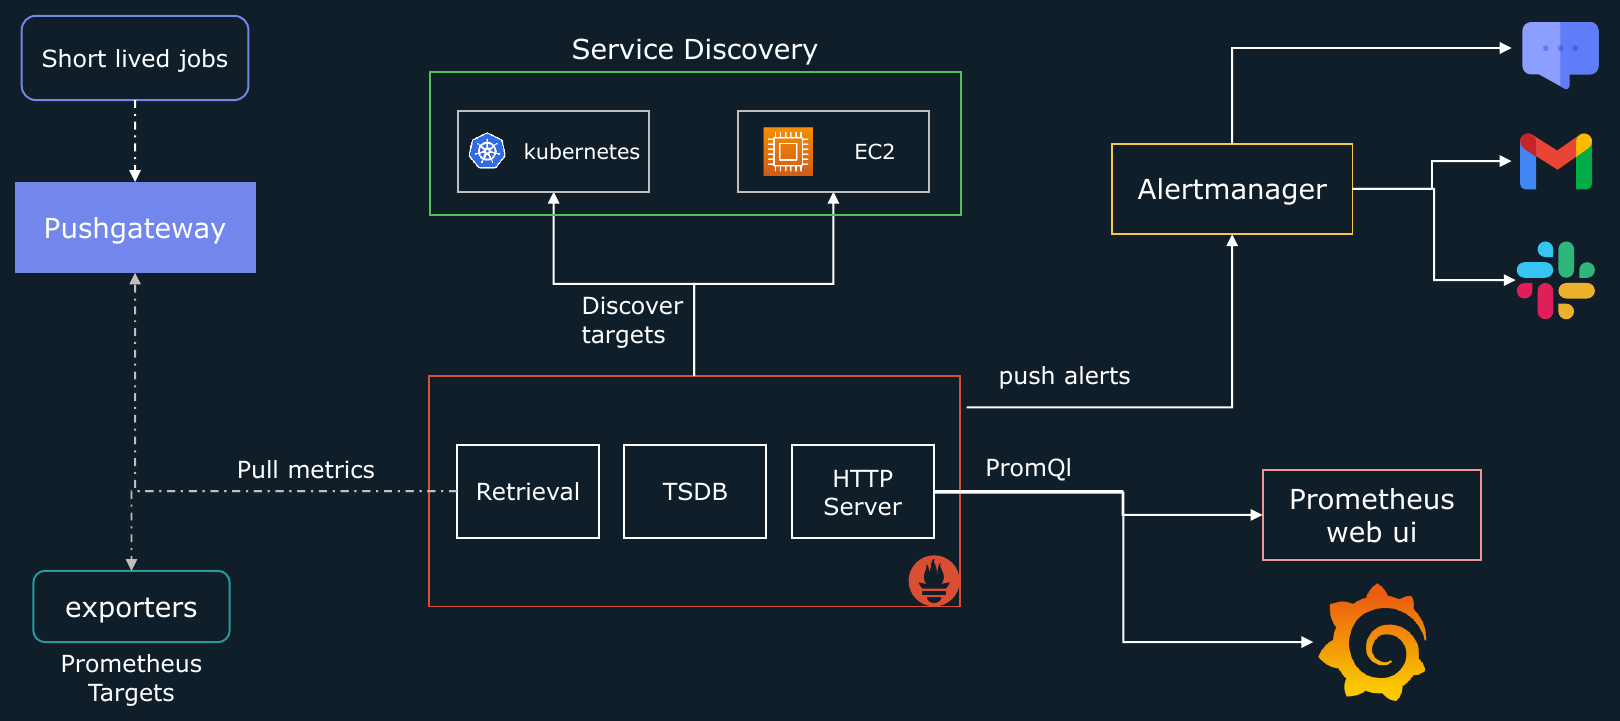 Short lived jobs
Service Discovery
kubernetes
EC2
Alertmanager
Pushgateway
Discover
targets
push alerts
Pull metrics
PromQl
Retrieval
TSDB
HTTP
Server
Prometheus
web ui
exporters
Prometheus
Targets